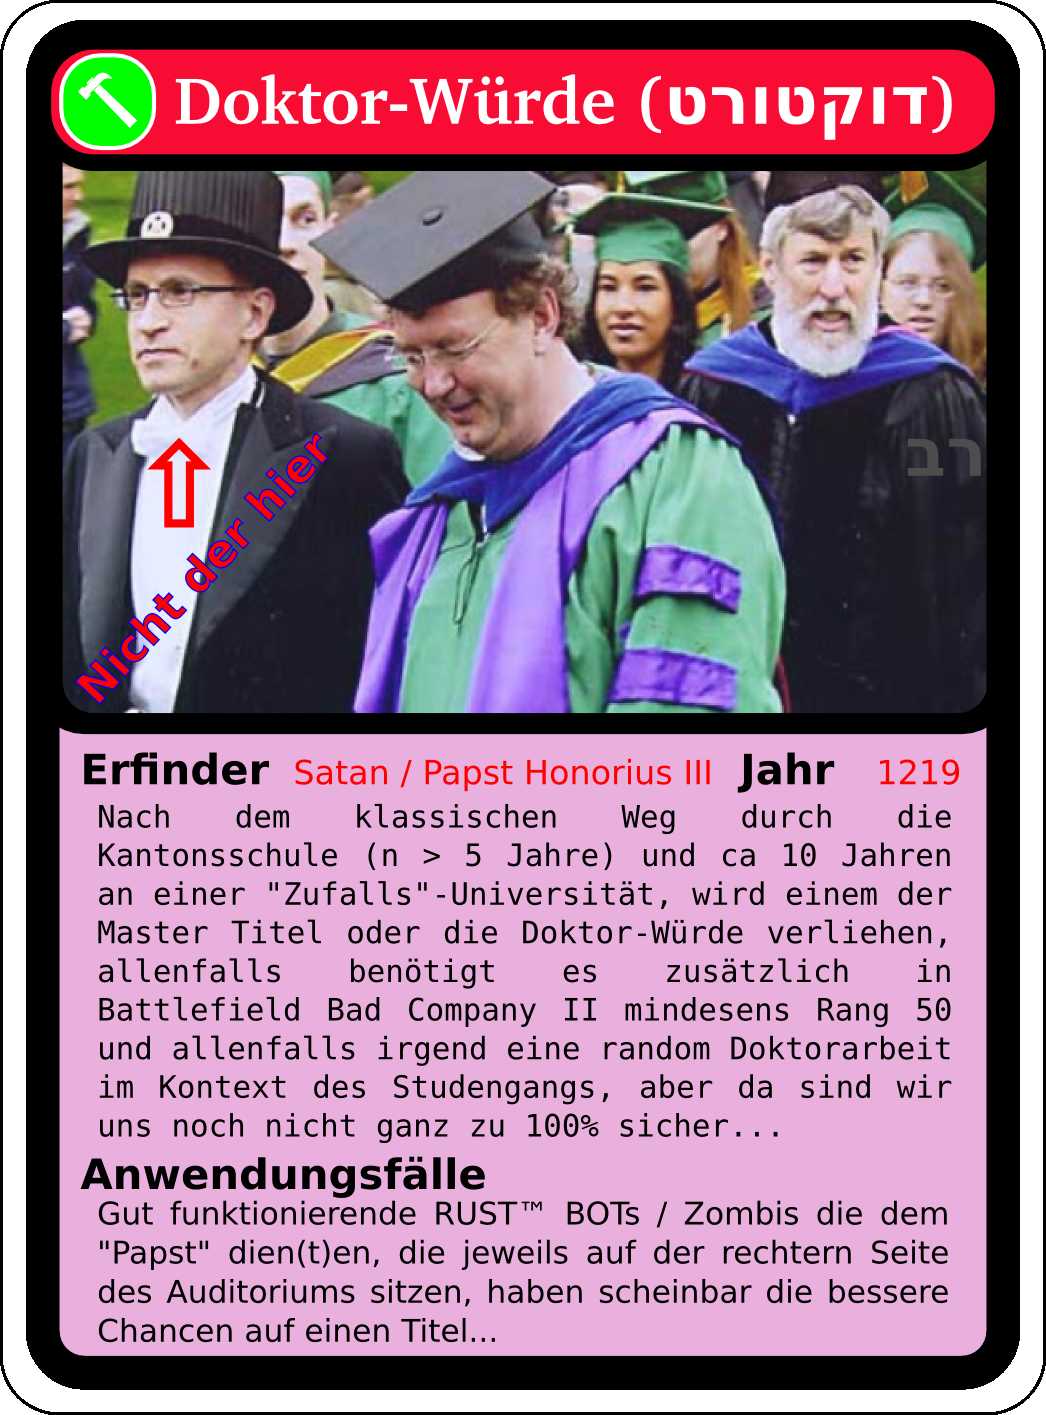 Doktor-Würde (דוקטורט)
רב
Nicht der hier
Erfinder Satan / Papst Honorius III Jahr 1219
Nach dem klassischen Weg durch die
Kantonsschule (n > 5 Jahre) und ca 10 Jahren
an einer "Zufalls"-Universität, wird einem der
Master Titel oder die Doktor-Würde verliehen,
allenfalls benötigt es zusätzlich in
Battlefield Bad Company II mindesens Rang 50
und allenfalls irgend eine random Doktorarbeit
im Kontext des Studengangs, aber da sind wir
uns noch nicht ganz zu 100% sicher...
Anwendungsfälle
Gut funktionierende RUST™ BOTs / Zombis die dem
"Papst" dien(t)en, die jeweils auf der rechtern Seite
des Auditoriums sitzen, haben scheinbar die bessere
Chancen auf einen Titel...